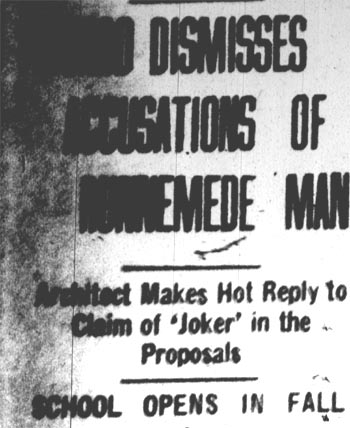 DISMISSES
ACCUSATIONS OF
RUNNEMEDE MAN
Architect Makes Hot Reply to
Claim of 'Joker' in the
Proposals
SCHOOL OPENS IN FALL